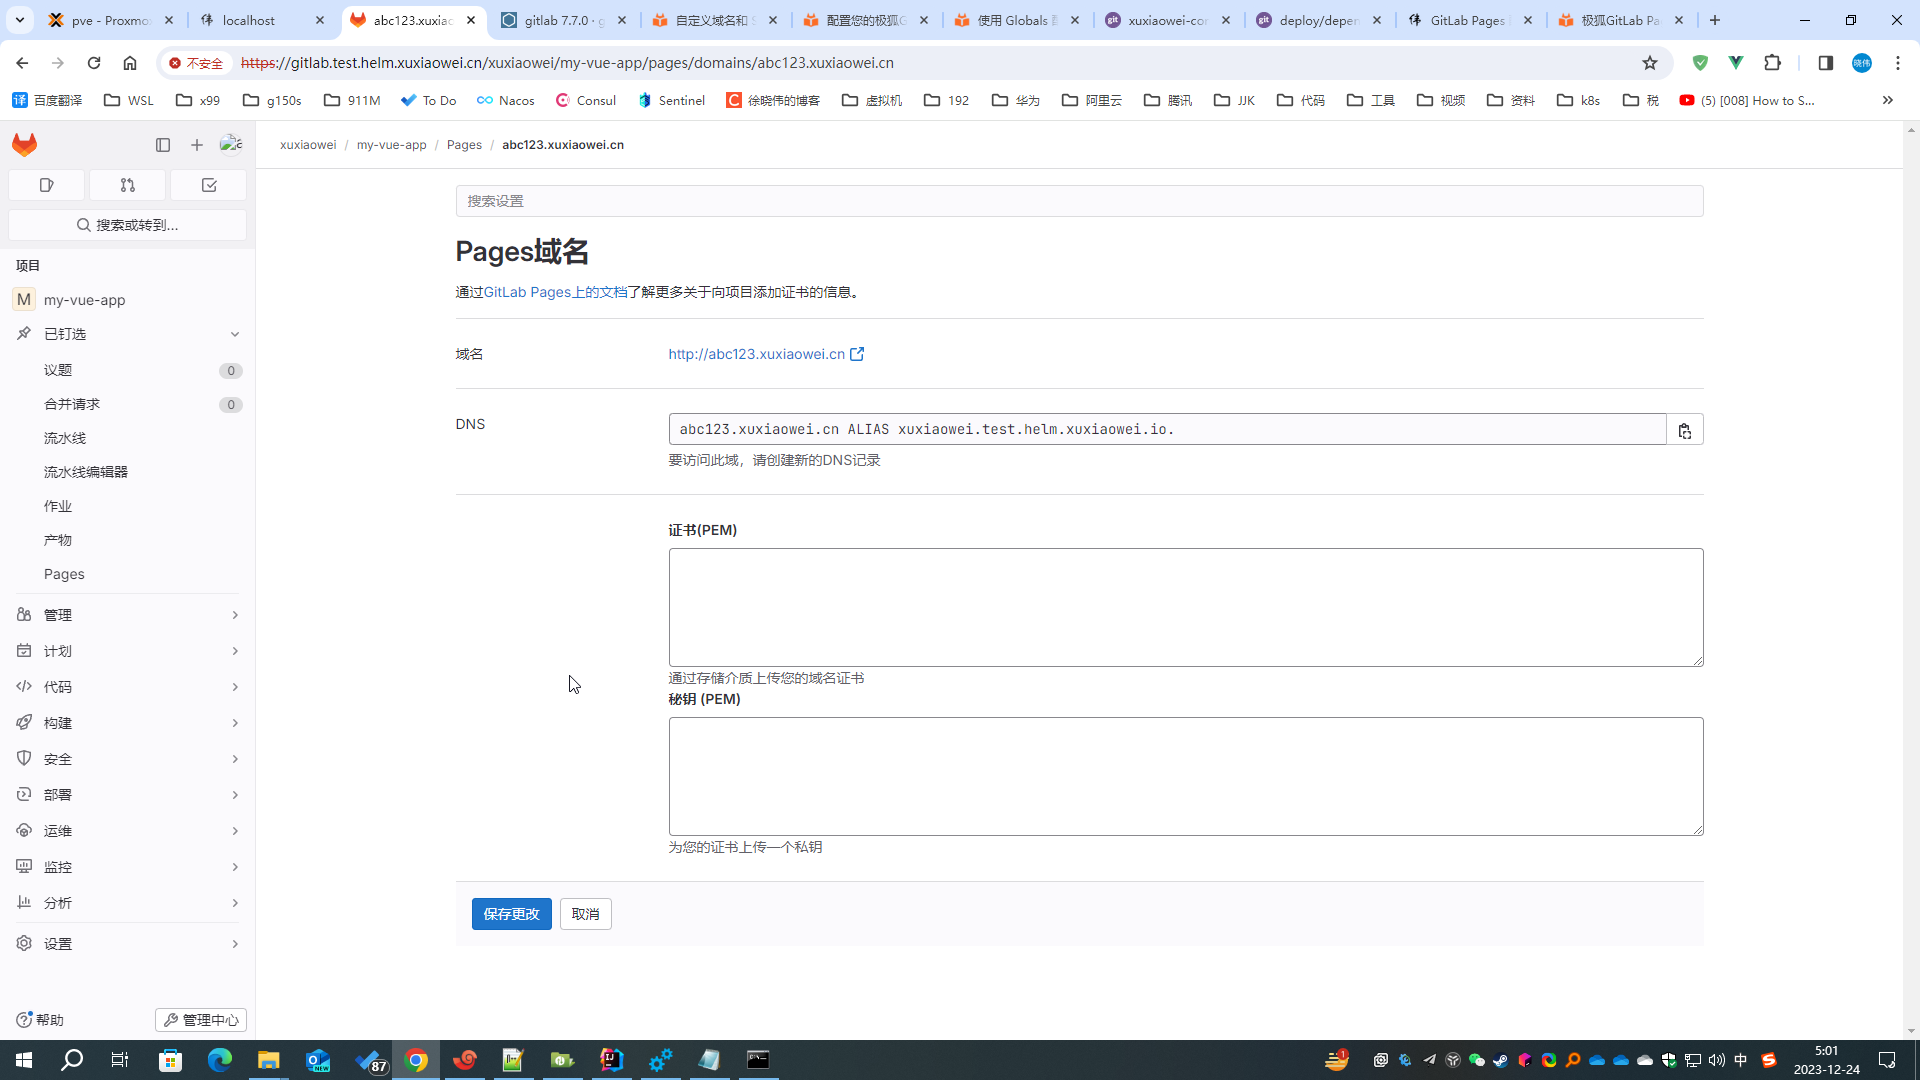 pve - Proxmo
localhost
abc123.xuxiao
gitlab 7.7.0 · g
自定义域名和 S
配置您的极狐G
使用 Globals 配
xuxiaowei-cor
deploy/depen
GitLab Pages
极狐GitLab Pa
不安全
https://gitlab.test.helm.xuxiaowei.cn/xuxiaowei/my-vue-app/pages/domains/abc123.xuxiaowei.cn
晓伟
译 百度翻译
WSL
x99
g150s
911M
To Do
Nacos
Consul
Sentinel
C 徐晓伟的博客
虚拟机
192
华为
阿里云
腾讯
JJK
代码
工具
视频
资料
k8s
税
(5) [008] How to S...
xuxiaowei / my-vue-app / Pages / abc123.xuxiaowei.cn
搜索或转到...
搜索设置
项目
M my-vue-app
已钉选
议题 0
合并请求 0
流水线
流水线编辑器
作业
产物
Pages
管理
计划
代码
构建
安全
部署
运维
监控
分析
设置
帮助
管理中心
Pages域名
通过GitLab Pages上的文档了解更多关于向项目添加证书的信息。
域名
http://abc123.xuxiaowei.cn
DNS
abc123.xuxiaowei.cn ALIAS xuxiaowei.test.helm.xuxiaowei.io.
要访问此域，请创建新的DNS记录
证书(PEM)
通过存储介质上传您的域名证书
秘钥 (PEM)
为您的证书上传一个私钥
保存更改
取消
NEW
87
1
中
5:01
2023-12-24